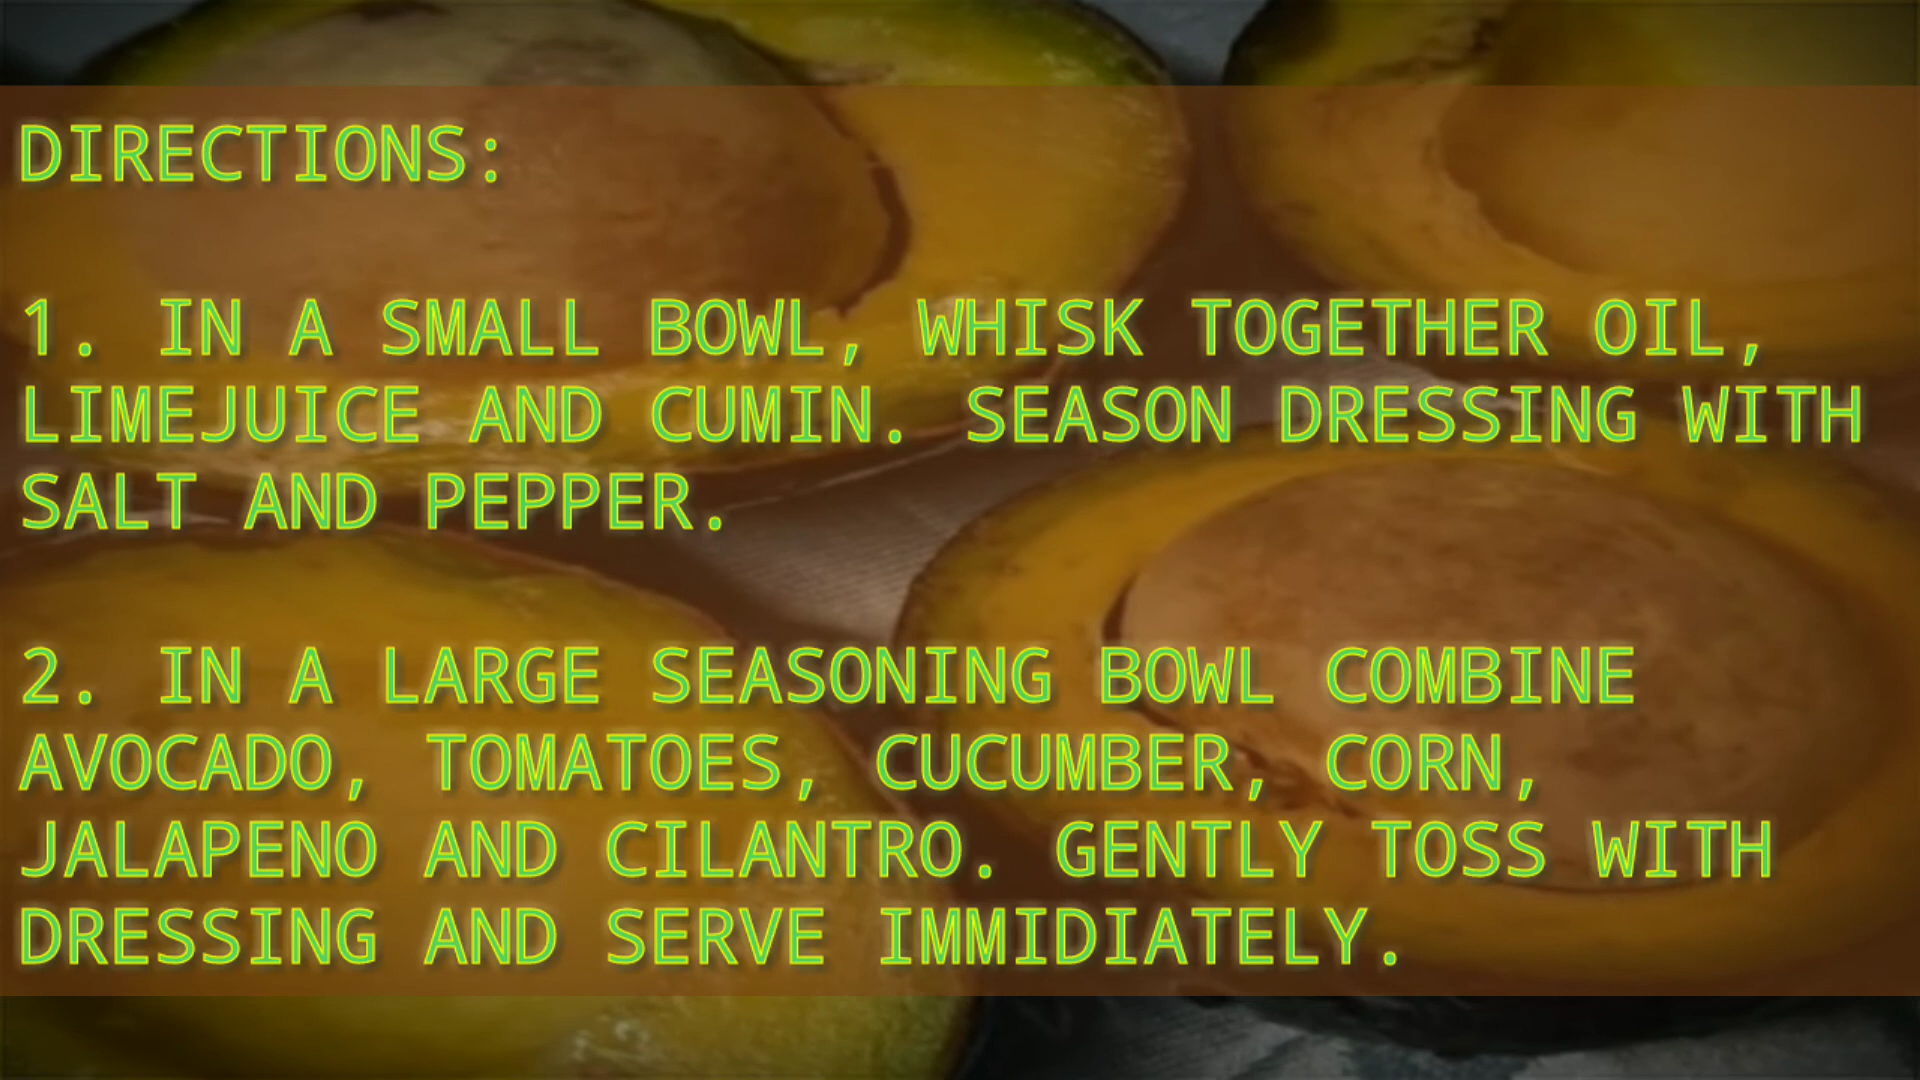 DIRECTIONS:
1. IN A SMALL BOWL, WHISK TOGETHER OIL,
LIMEJUICE AND CUMIN. SEASON DRESSING WITH
SALT AND PEPPER.
2. IN A LARGE SEASONING BOWL COMBINE
AVOCADO, TOMATOES, CUCUMBER, CORN,
JALAPENO AND CILANTRO. GENTLY TOSS WITH
DRESSING AND SERVE IMMIDIATELY.